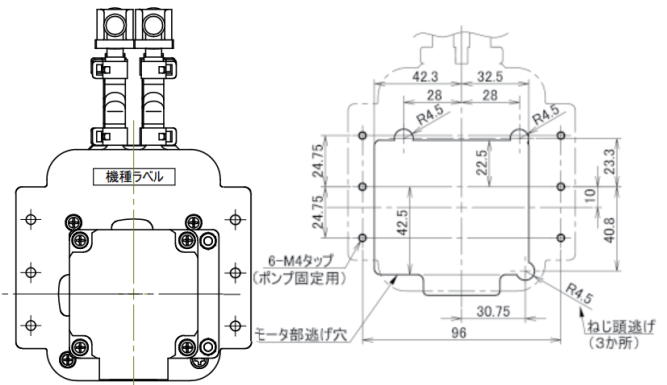 機種ラベル
42.3
32.5
28
28
R4.5
R4.5
24.75
24.75
22.5
23.3
10
42.5
40.8
6-M4タップ
(ポンプ固定用)
R4.5
30.75
モータ部逃げ穴
96
ねじ頭逃げ
(3か所)